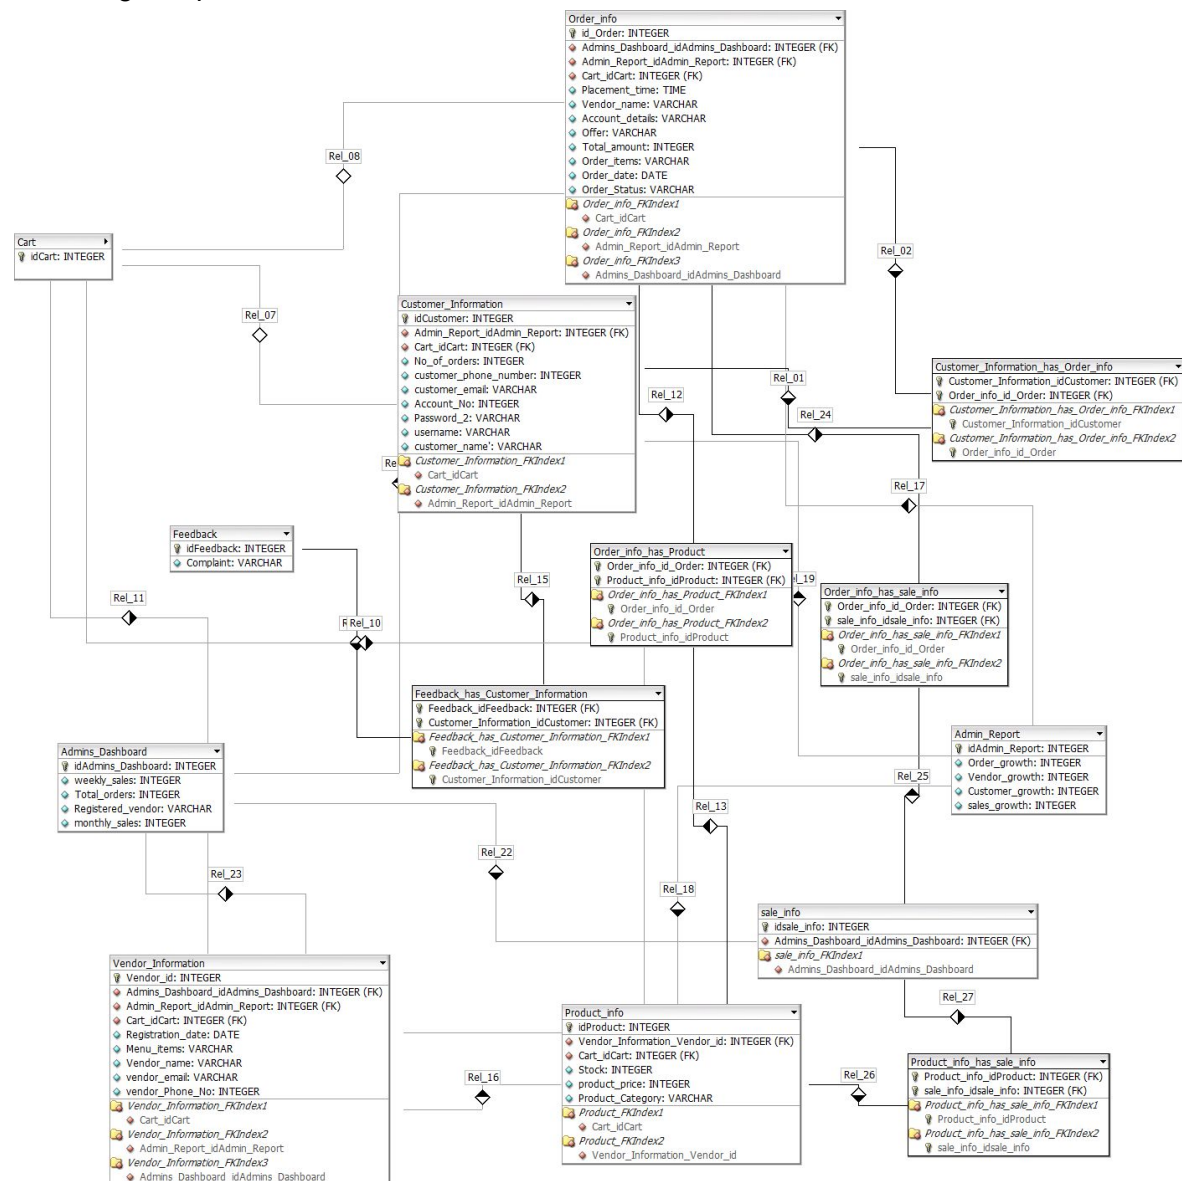 Order_info
id_Order: INTEGER
Admins_Dashboard_idAdmins_Dashboard: INTEGER (FK)
Admin_Report_idAdmin_Report: INTEGER (FK)
Cart_idCart: INTEGER (FK)
Placement_time: TIME
Vendor_name: VARCHAR
Account_details: VARCHAR
Offer: VARCHAR
Total_amount: INTEGER
Order_items: VARCHAR
Order_date: DATE
Order_Status: VARCHAR
Order_info_FKIndex1
Cart_idCart
Order_info_FKIndex2
Admin_Report_idAdmin_Report
Order_info_FKIndex3
Admins_Dashboard_idAdmins_Dashboard
Rel_08
Rel_02
Cart
idCart: INTEGER
Rel_07
Customer_Information
idCustomer: INTEGER
Admin_Report_idAdmin_Report: INTEGER (FK)
Cart_idCart: INTEGER (FK)
No_of_orders: INTEGER
customer_phone_number: INTEGER
customer_email: VARCHAR
Account_No: INTEGER
Password_2: VARCHAR
username: VARCHAR
customer_name': VARCHAR
Customer_Information_FKIndex1
Cart_idCart
Customer_Information_FKIndex2
Admin_Report_idAdmin_Report
Rel_12
Rel_01
Rel_24
Customer_Information_has_Order_info
Customer_Information_idCustomer: INTEGER (FK)
Order_info_id_Order: INTEGER (FK)
Customer_Information_has_Order_info_FKIndex1
Customer_Information_idCustomer
Customer_Information_has_Order_info_FKIndex2
Order_info_id_Order
Re
Rel_17
Feedback
idFeedback: INTEGER
Complaint: VARCHAR
Order_info_has_Product
Order_info_id_Order: INTEGER (FK)
Product_info_idProduct: INTEGER (FK)
Order_info_has_Product_FKIndex1
Order_info_id_Order
Order_info_has_Product_FKIndex2
Product_info_idProduct
Rel_15
l_19
Order_info_has_sale_info
Order_info_id_Order: INTEGER (FK)
sale_info_idsale_info: INTEGER (FK)
Order_info_has_sale_info_FKIndex1
Order_info_id_Order
Order_info_has_sale_info_FKIndex2
sale_info_idsale_info
Rel_11
R Rel_10
Feedback_has_Customer_Information
Feedback_idFeedback: INTEGER (FK)
Customer_Information_idCustomer: INTEGER (FK)
Feedback_has_Customer_Information_FKIndex1
Feedback_idFeedback
Feedback_has_Customer_Information_FKIndex2
Customer_Information_idCustomer
Admins_Dashboard
idAdmins_Dashboard: INTEGER
weekly_sales: INTEGER
Total_orders: INTEGER
Registered_vendor: VARCHAR
monthly_sales: INTEGER
Admin_Report
idAdmin_Report: INTEGER
Order_growth: INTEGER
Vendor_growth: INTEGER
Customer_growth: INTEGER
sales_growth: INTEGER
Rel_25
Rel_13
Rel_22
Rel_23
Rel_18
sale_info
idsale_info: INTEGER
Admins_Dashboard_idAdmins_Dashboard: INTEGER (FK)
sale_info_FKIndex1
Admins_Dashboard_idAdmins_Dashboard
Vendor_Information
Vendor_id: INTEGER
Admins_Dashboard_idAdmins_Dashboard: INTEGER (FK)
Admin_Report_idAdmin_Report: INTEGER (FK)
Cart_idCart: INTEGER (FK)
Registration_date: DATE
Menu_items: VARCHAR
Vendor_name: VARCHAR
vendor_email: VARCHAR
vendor_Phone_No: INTEGER
Vendor_Information_FKIndex1
Cart_idCart
Vendor_Information_FKIndex2
Admin_Report_idAdmin_Report
Vendor_Information_FKIndex3
Admins_Dashboard_idAdmins_Dashboard
Rel_16
Product_info
idProduct: INTEGER
Vendor_Information_Vendor_id: INTEGER (FK)
Cart_idCart: INTEGER (FK)
Stock: INTEGER
product_price: INTEGER
Product_Category: VARCHAR
Product_FKIndex1
Cart_idCart
Product_FKIndex2
Vendor_Information_Vendor_id
Rel_27
Rel_26
Product_info_has_sale_info
Product_info_idProduct: INTEGER (FK)
sale_info_idsale_info: INTEGER (FK)
Product_info_has_sale_info_FKIndex1
Product_info_idProduct
Product_info_has_sale_info_FKIndex2
sale_info_idsale_info